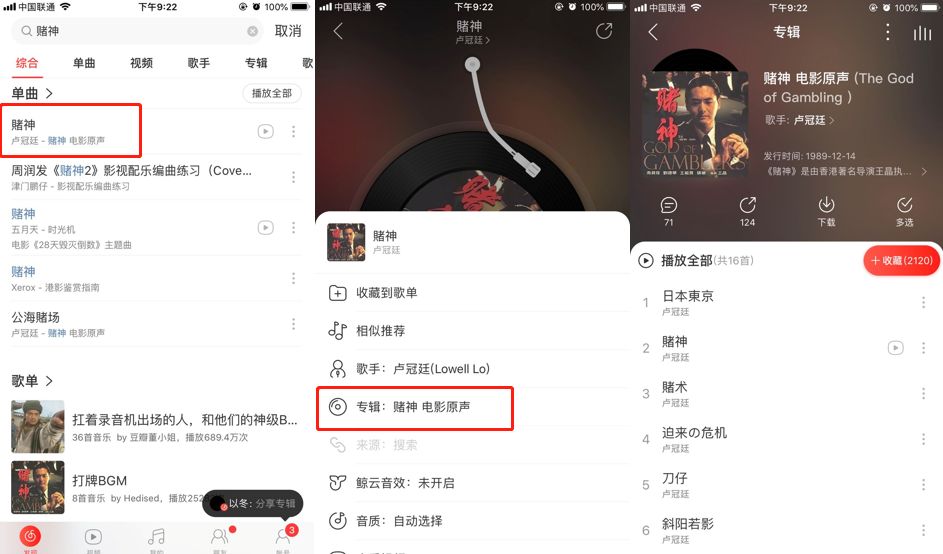 中国联通
下午9:22
100%
赌神
取消
综合
单曲
视频
歌手
专辑
歌
单曲
播放全部
赌神
卢冠廷 - 赌神 电影原声
周润发《赌神2》影视配乐编曲练习（Cove...
津门鹏仔 - 影视配乐编曲练习
赌神
五月天 - 时光机
电影《28天毁灭倒数》主题曲
赌神
Xerox - 港影鉴赏指南
公海赌场
卢冠廷 - 赌神 电影原声
歌单
扛着录音机出场的人，和他们的神级B...
36首音乐 by 豆瓣董小姐，播放689.4万次
打牌BGM
8首音乐 by Hedised，播放252
以冬: 分享专辑
3
中国联通
下午9:22
100%
赌神
卢冠廷
赌神
卢冠廷
收藏到歌单
相似推荐
歌手：卢冠廷(Lowell Lo)
专辑：赌神 电影原声
来源：搜索
鲸云音效：未开启
音质：自动选择
中国联通
下午9:22
100%
专辑
赌神
GOD OF
GAMBLERS
赌神 电影原声 (The God
of Gambling )
歌手: 卢冠廷
发行时间: 1989-12-14
《赌神》是由香港著名导演王晶执...
71
124
下载
多选
播放全部(共16首)
＋收藏(2120)
1
日本東京
卢冠廷
2
赌神
卢冠廷
3
赌术
卢冠廷
4
迫来の危机
卢冠廷
5
刀仔
卢冠廷
6
斜阳若影
卢冠廷